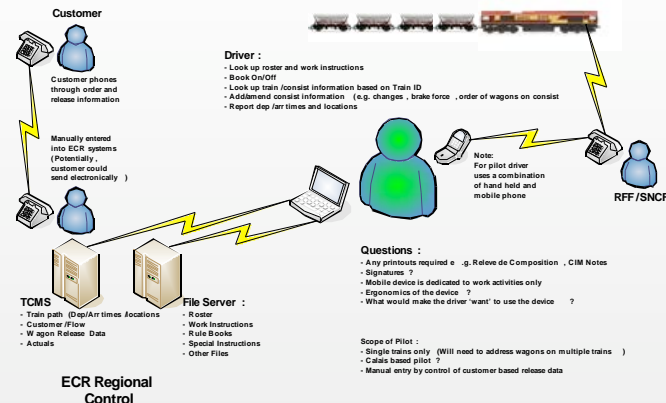 Customer
Customer phones
through order and
release information
Manually entered
into ECR systems
(Potentially ,
customer could
send electronically )
Driver :
- Look up roster and work instructions
- Book On/Off
- Look up train /consist information based on Train ID
- Add/amend consist information (e.g. changes , brake force , order of wagons on consist
- Report dep /arr times and locations
Note:
For pilot driver
uses a combination
of hand held and
mobile phone
RFF /SNCF
TCMS
- Train path (Dep/Arr times /locations
- Customer /Flow
- Wagon Release Data
- Actuals
File Server :
- Roster
- Work Instructions
- Rule Books
- Special Instructions
- Other Files
ECR Regional
Control
Questions :
- Any printouts required e .g. Releve de Composition , CIM Notes
- Signatures ?
- Mobile device is dedicated to work activities only
- Ergonomics of the device ?
- What would make the driver ‘want’ to use the device ?
Scope of Pilot :
- Single trains only (Will need to address wagons on multiple trains )
- Calais based pilot ?
- Manual entry by control of customer based release data